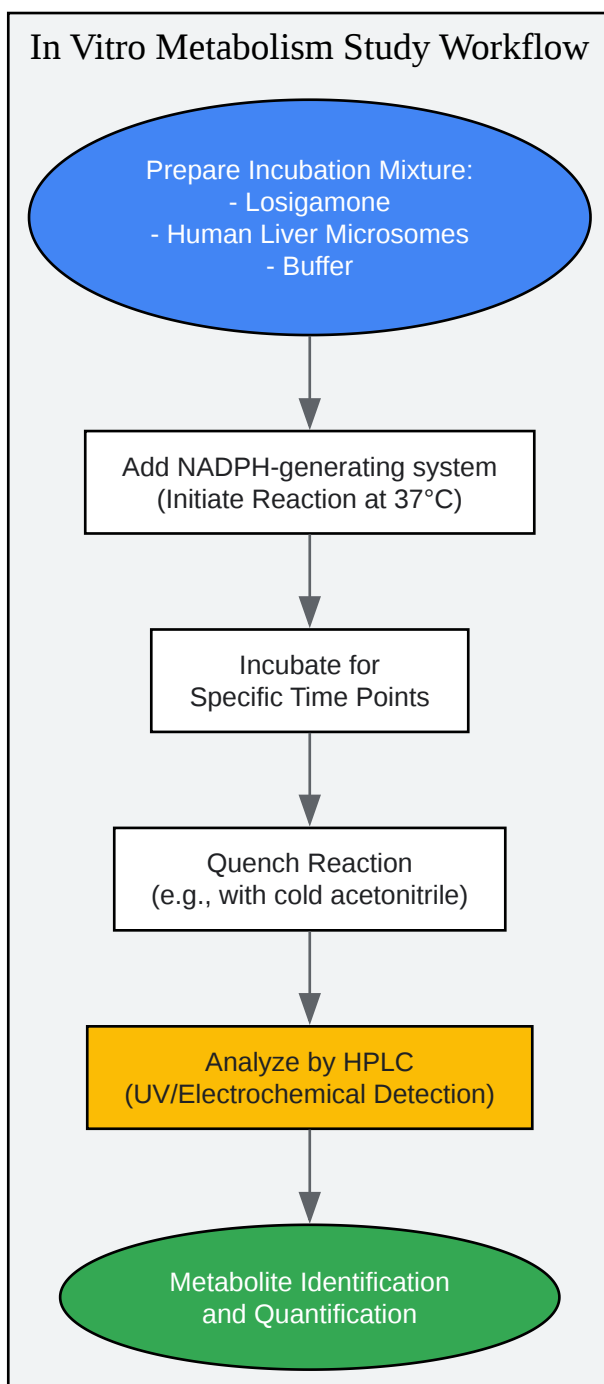 In Vitro Metabolism Study Workflow
Prepare Incubation Mixture:
- Losigamone
- Human Liver Microsomes
- Buffer
Add NADPH-generating system
(Initiate Reaction at 37°C)
Incubate for
Specific Time Points
Quench Reaction
(e.g., with cold acetonitrile)
Analyze by HPLC
(UV/Electrochemical Detection)
Metabolite Identification
and Quantification